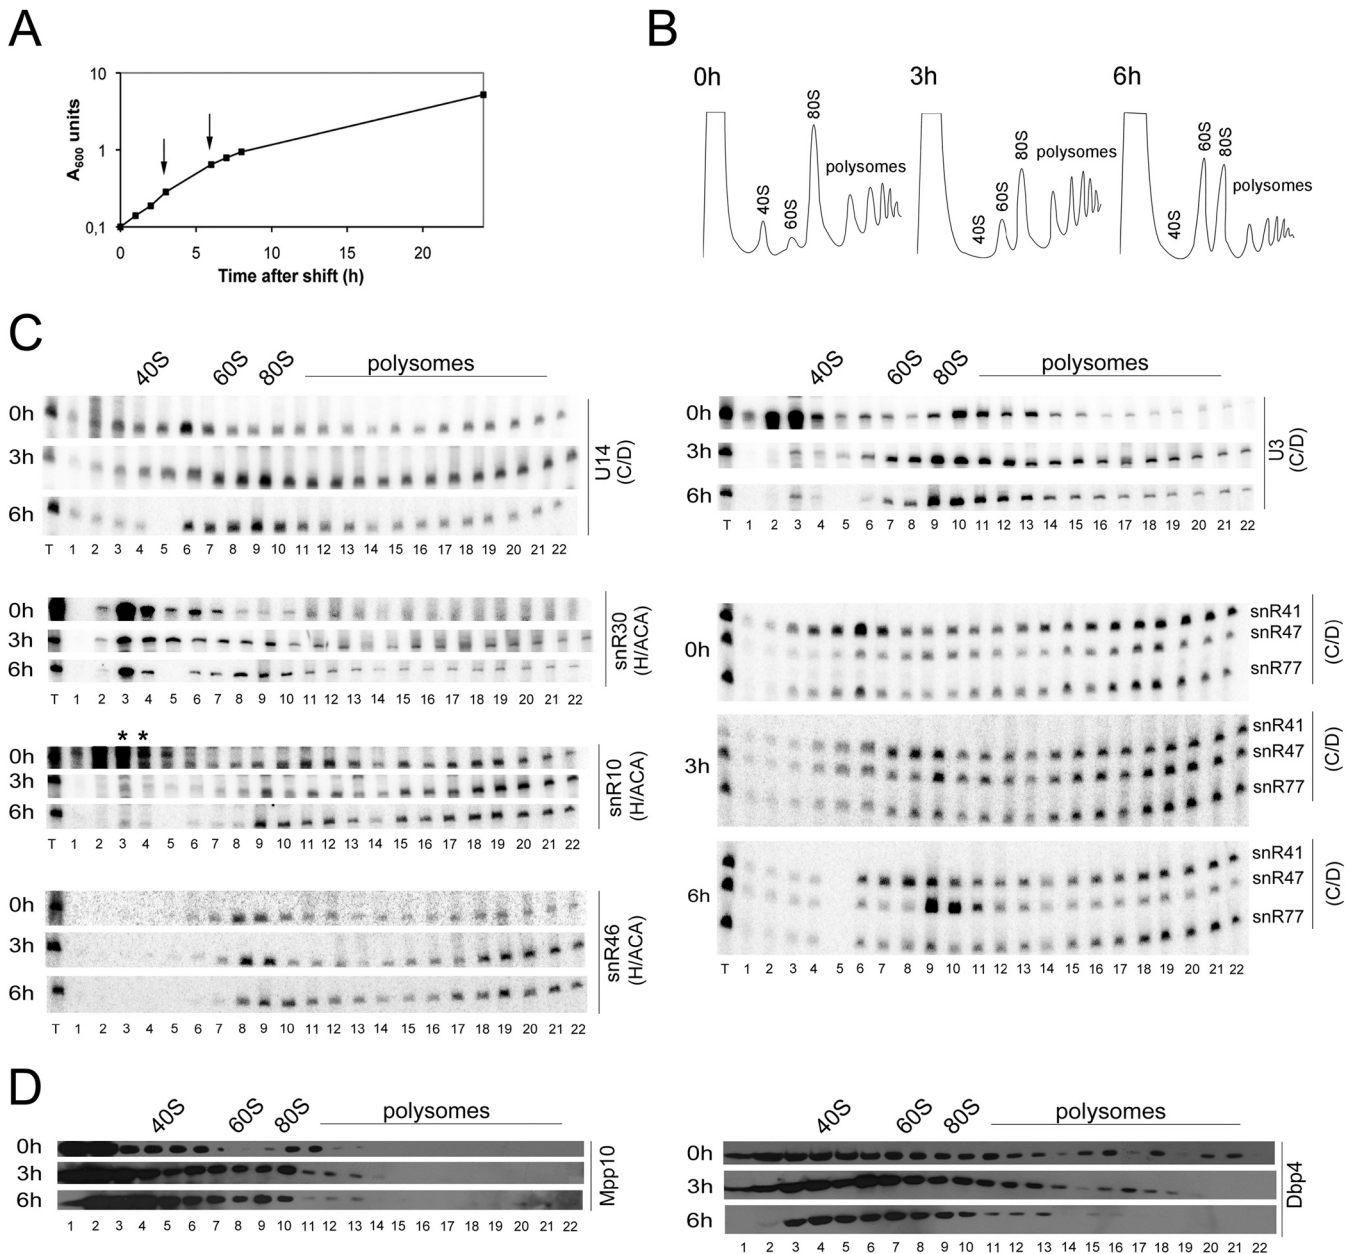 A
10
1
0,1
A600 units
0
5
10
15
20
Time after shift (h)
B
0h
3h
6h
40S
60S
80S
polysomes
40S
60S
80S
polysomes
40S
60S
80S
polysomes
C
40S 60S 80S polysomes
0h
3h
6h
U14
(C/D)
T 1 2 3 4 5 6 7 8 9 10 11 12 13 14 15 16 17 18 19 20 21 22
0h
3h
6h
snR30
(H/ACA)
T 1 2 3 4 5 6 7 8 9 10 11 12 13 14 15 16 17 18 19 20 21 22
* *
0h
3h
6h
snR10
(H/ACA)
T 1 2 3 4 5 6 7 8 9 10 11 12 13 14 15 16 17 18 19 20 21 22
0h
3h
6h
snR46
(H/ACA)
T 1 2 3 4 5 6 7 8 9 10 11 12 13 14 15 16 17 18 19 20 21 22
40S 60S 80S polysomes
0h
3h
6h
U3
(C/D)
T 1 2 3 4 5 6 7 8 9 10 11 12 13 14 15 16 17 18 19 20 21 22
0h
snR41
snR47
snR77
(C/D)
3h
snR41
snR47
snR77
(C/D)
6h
snR41
snR47
snR77
(C/D)
T 1 2 3 4 5 6 7 8 9 10 11 12 13 14 15 16 17 18 19 20 21 22
D
40S 60S 80S polysomes
0h
3h
6h
Mpp10
1 2 3 4 5 6 7 8 9 10 11 12 13 14 15 16 17 18 19 20 21 22
40S 60S 80S polysomes
0h
3h
6h
Dbp4
1 2 3 4 5 6 7 8 9 10 11 12 13 14 15 16 17 18 19 20 21 22